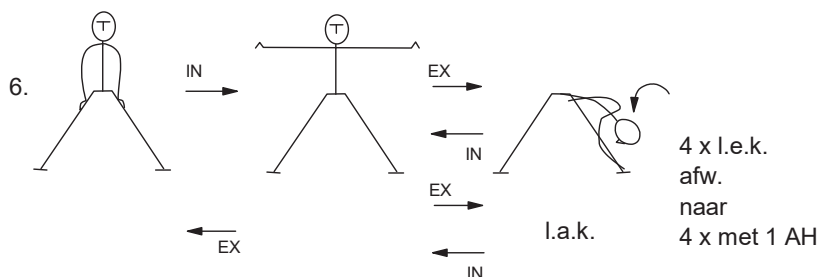 6.
IN
EX
IN
EX
EX
IN
l.a.k.
4 x l.e.k.
afw.
naar
4 x met 1 AH